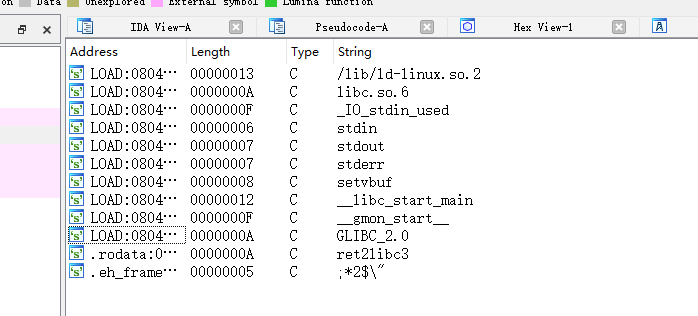 on Data Unexplored External symbol Lumina function
IDA View-A Pseudocode-A Hex View-1
Address Length Type String
LOAD:0804··· 00000013 C /lib/ld-linux.so.2
LOAD:0804··· 0000000A C libc.so.6
LOAD:0804··· 0000000F C _IO_stdin_used
LOAD:0804··· 00000006 C stdin
LOAD:0804··· 00000007 C stdout
LOAD:0804··· 00000007 C stderr
LOAD:0804··· 00000008 C setvbuf
LOAD:0804··· 00000012 C __libc_start_main
LOAD:0804··· 0000000F C __gmon_start__
LOAD:0804··· 0000000A C GLIBC_2.0
.rodata:0··· 0000000A C ret2libc3
.eh_frame··· 00000005 C ;*2$\"